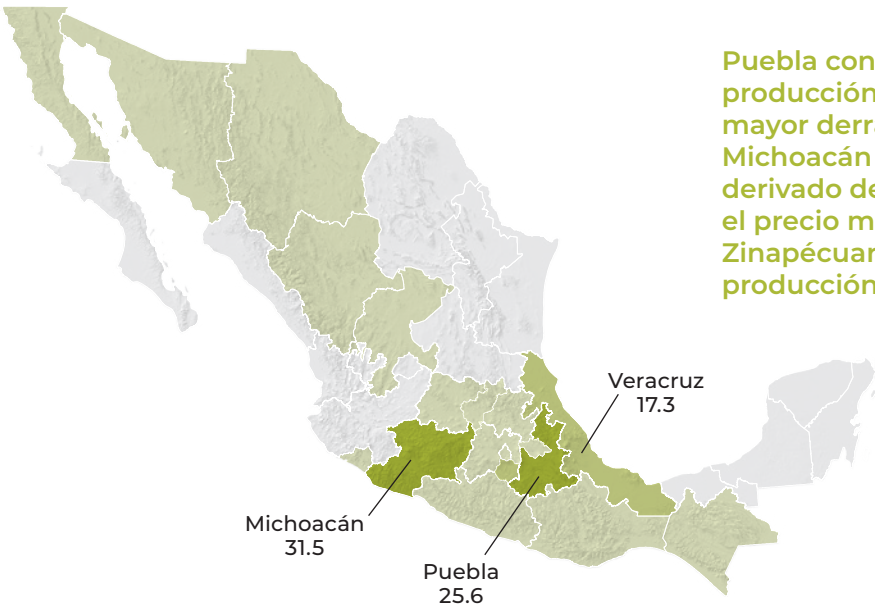 Puebla con
producción
mayor derr
Michoacán
derivado de
el precio m
Zinapécuar
producción
Veracruz
17.3
Michoacán
31.5
Puebla
25.6